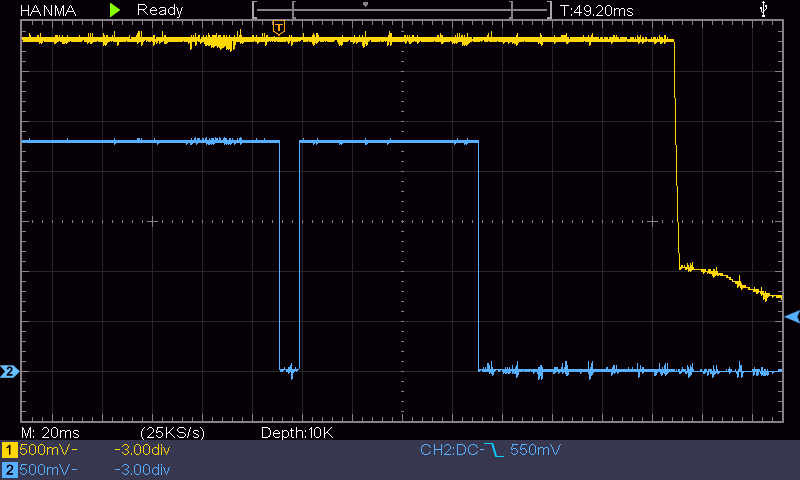 HANMA Ready T:49.20ms
T
2
M: 20ms (25KS/s) Depth:10K
1 500mV- -3.00div CH2:DC- 550mV
2 500mV- -3.00div